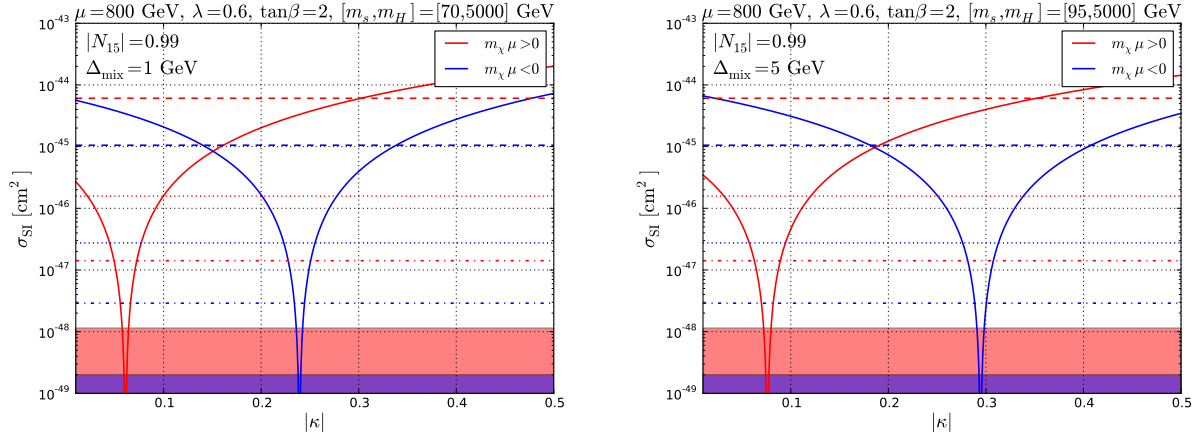 μ=800 GeV, λ=0.6, tanβ=2, [m_s,m_H]=[70,5000] GeV
|N_15|=0.99
Δ_mix=1 GeV
m_χ μ>0
m_χ μ<0
10^-43
10^-44
10^-45
10^-46
10^-47
10^-48
10^-49
σ_SI [cm^2]
0.1
0.2
0.3
0.4
0.5
|κ|
μ=800 GeV, λ=0.6, tanβ=2, [m_s,m_H]=[95,5000] GeV
|N_15|=0.99
Δ_mix=5 GeV
m_χ μ>0
m_χ μ<0
10^-43
10^-44
10^-45
10^-46
10^-47
10^-48
10^-49
σ_SI [cm^2]
0.1
0.2
0.3
0.4
0.5
|κ|